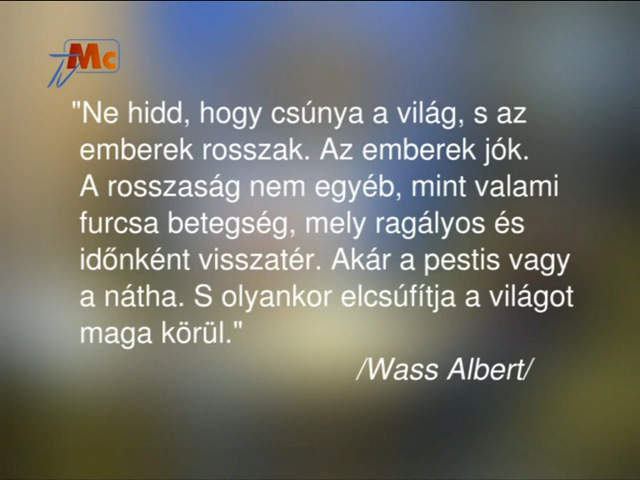 TV Mc
"Ne hidd, hogy csúnya a világ, s az
emberek rosszak. Az emberek jók.
A rosszaság nem egyéb, mint valami
furcsa betegség, mely ragályos és
időnként visszatér. Akár a pestis vagy
a nátha. S olyankor elcsúfítja a világot
maga körül."
/Wass Albert/